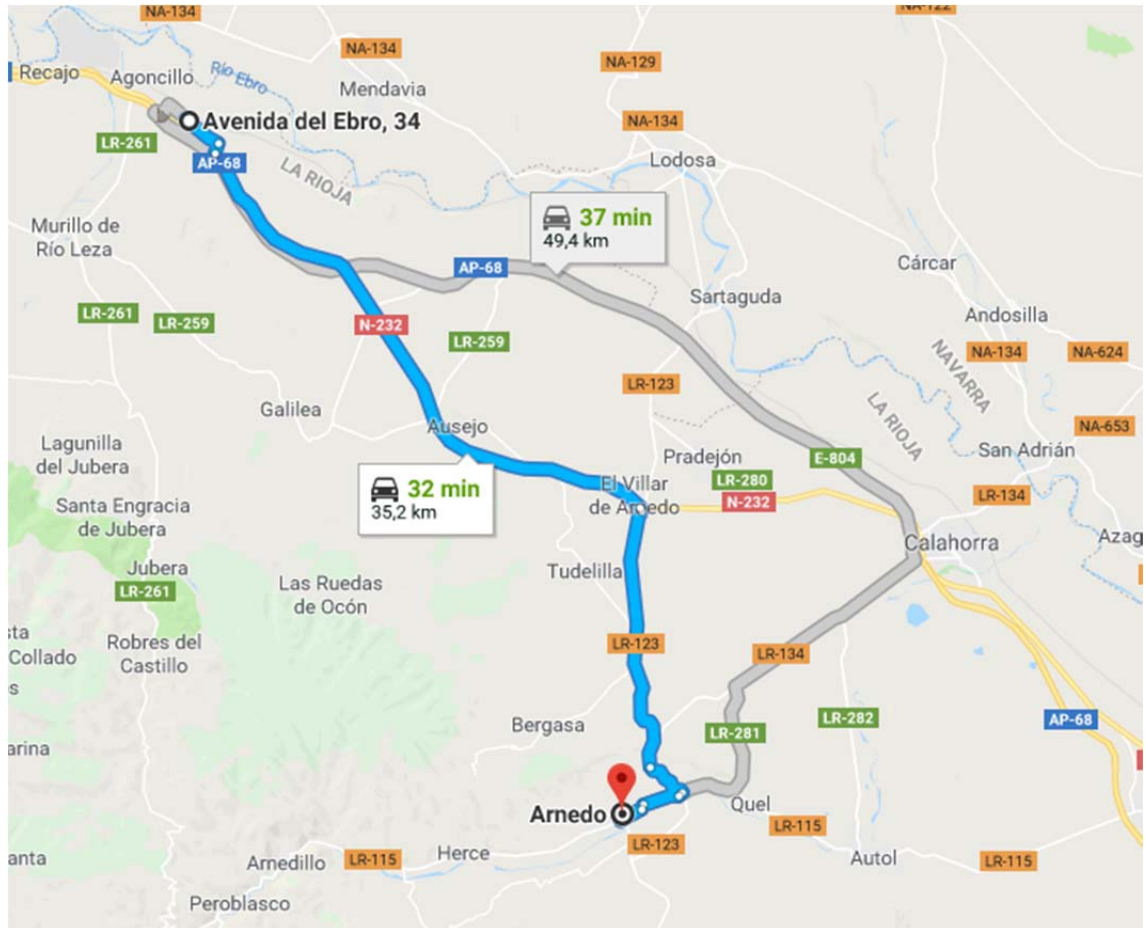 NA-134
NA-122
Recajo
Agoncillo
Río Ebro
NA-134
Mendavia
NA-129
Avenida del Ebro, 34
NA-134
LR-261
AP-68
LA RIOJA
Lodosa
Murillo de
Río Leza
37 min
49,4 km
AP-68
Cárcar
Sartaguda
Andosilla
LR-261
LR-259
N-232
LR-259
NA-134
NA-624
NAVARRA
LR-123
LA RIOJA
Galilea
Ausejo
NA-653
Lagunilla
del Jubera
Pradejón
E-804
San Adrián
32 min
35,2 km
El Villar
de Arnedo
LR-280
N-232
LR-134
Santa Engracia
de Jubera
Calahorra
Azag
Jubera
LR-261
Las Ruedas
de Ocón
Tudelilla
sta
Collado
s
Robres del
Castillo
LR-123
LR-134
Bergasa
LR-281
LR-282
AP-68
arina
Arnedo
Quel
LR-115
LR-123
anta
Arnedillo
LR-115
Herce
Autol
LR-115
Peroblasco